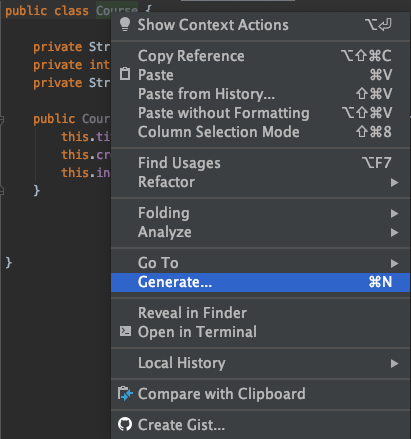 public class Course {
Show Context Actions ⌥⏎
private Str
Copy Reference ⌥⇧⌘C
private int
Paste ⌘V
private Str
Paste from History... ⇧⌘V
Paste without Formatting ⌥⇧⌘V
public Cou
Column Selection Mode ⇧⌘8
this.ti
this.cr
Find Usages ⌥F7
this.in
Refactor
}
Folding
Analyze
Go To
}
Generate... ⌘N
Reveal in Finder
Open in Terminal
Local History
Compare with Clipboard
Create Gist...